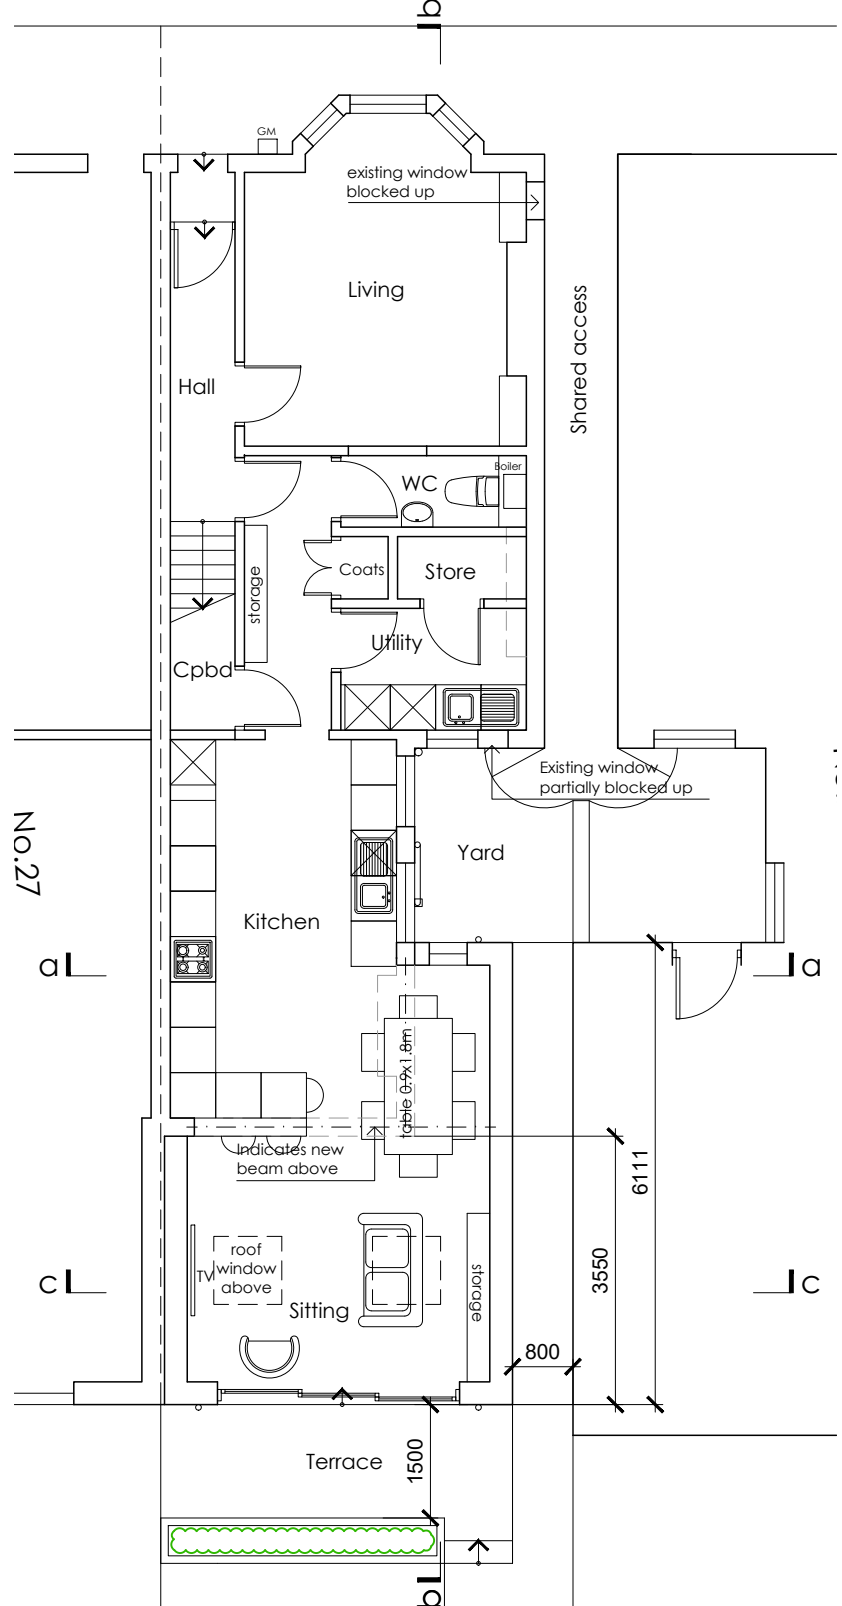 b
GM
existing window
blocked up
Living
Shared access
Hall
Boiler
WC
Coats
Store
storage
Utility
Cpbd
Existing window
partially blocked up
No.27
Yard
Kitchen
a
a
table 0.9x1.8m
Indicates new
beam above
6111
3550
roof
window
above
TV
c
c
storage
Sitting
800
Terrace
1500
b